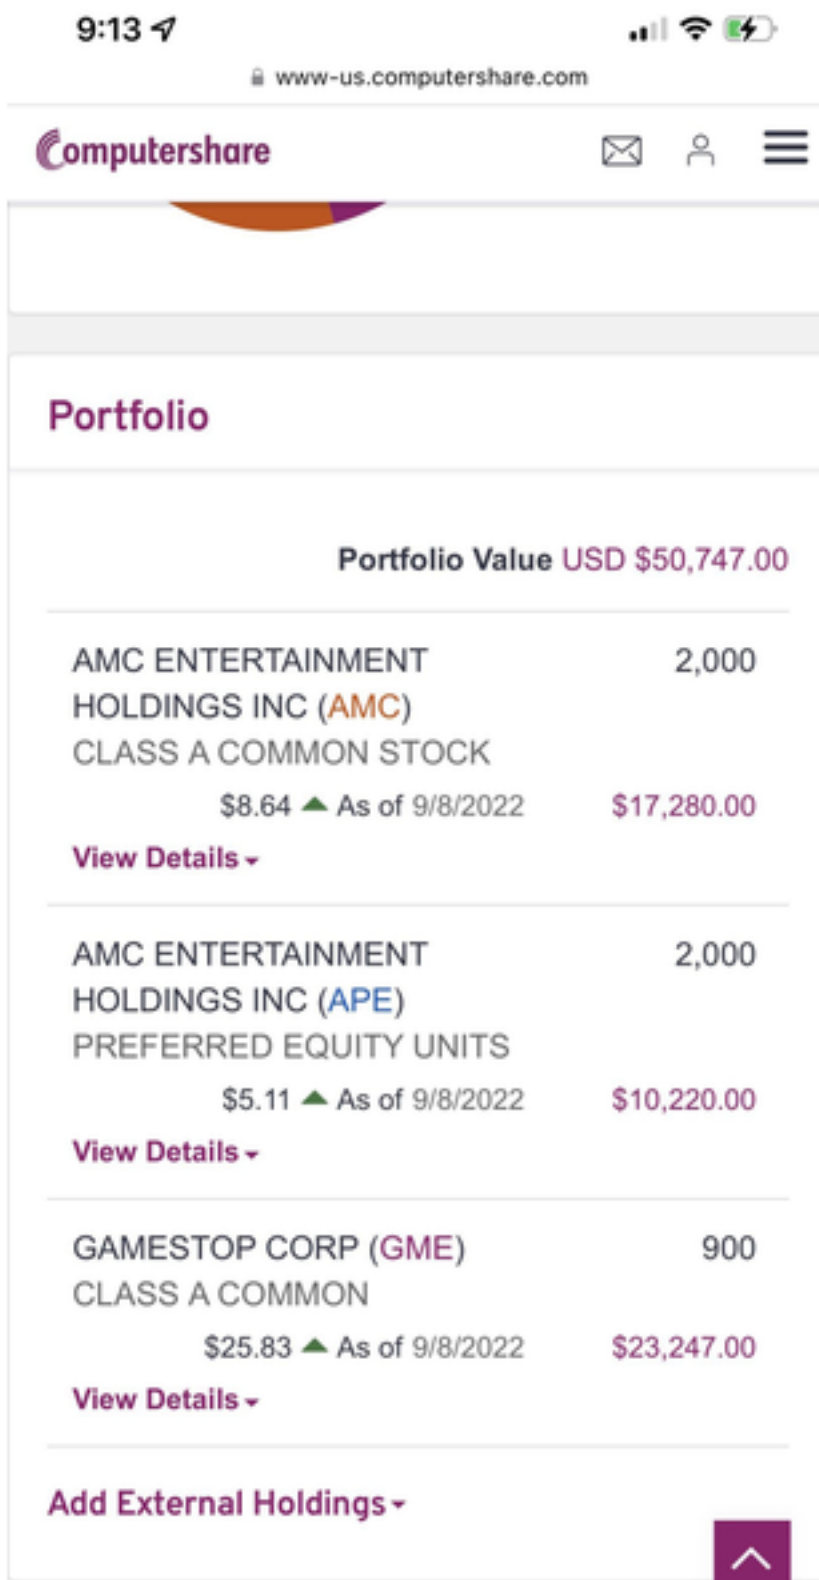 9:13
www-us.computershare.com
Computershare
Portfolio
Portfolio Value USD $50,747.00
AMC ENTERTAINMENT 2,000
HOLDINGS INC (AMC)
CLASS A COMMON STOCK
$8.64 ▲ As of 9/8/2022 $17,280.00
View Details
AMC ENTERTAINMENT 2,000
HOLDINGS INC (APE)
PREFERRED EQUITY UNITS
$5.11 ▲ As of 9/8/2022 $10,220.00
View Details
GAMESTOP CORP (GME) 900
CLASS A COMMON
$25.83 ▲ As of 9/8/2022 $23,247.00
View Details
Add External Holdings